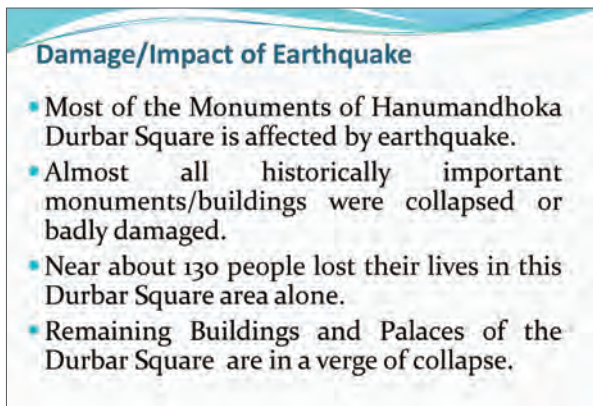 Damage/Impact of Earthquake
Most of the Monuments of Hanumandhoka
Durbar Square is affected by earthquake.
Almost all historically important
monuments/buildings were collapsed or
badly damaged.
Near about 130 people lost their lives in this
Durbar Square area alone.
Remaining Buildings and Palaces of the
Durbar Square are in a verge of collapse.